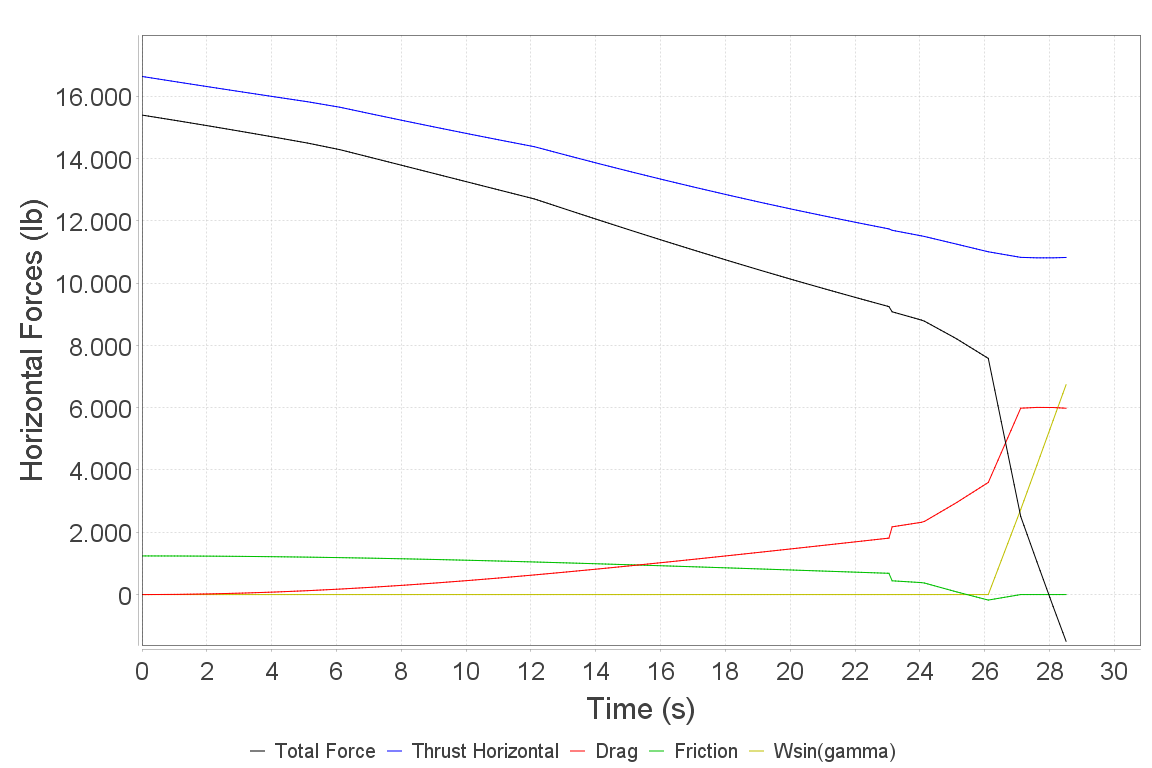 Horizontal Forces (lb)
16.000
14.000
12.000
10.000
8.000
6.000
4.000
2.000
0
0 2 4 6 8 10 12 14 16 18 20 22 24 26 28 30
Time (s)
Total Force Thrust Horizontal Drag Friction Wsin(gamma)